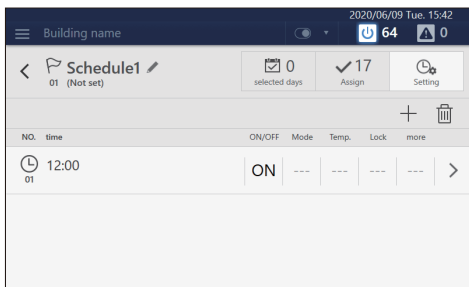 2020/06/09 Tue. 15:42
Building name 64 0
Schedule1 0 17
01 (Not set) selected days Assign Setting
NO. time ON/OFF Mode Temp. Lock more
12:00 ON --- --- --- ---
01